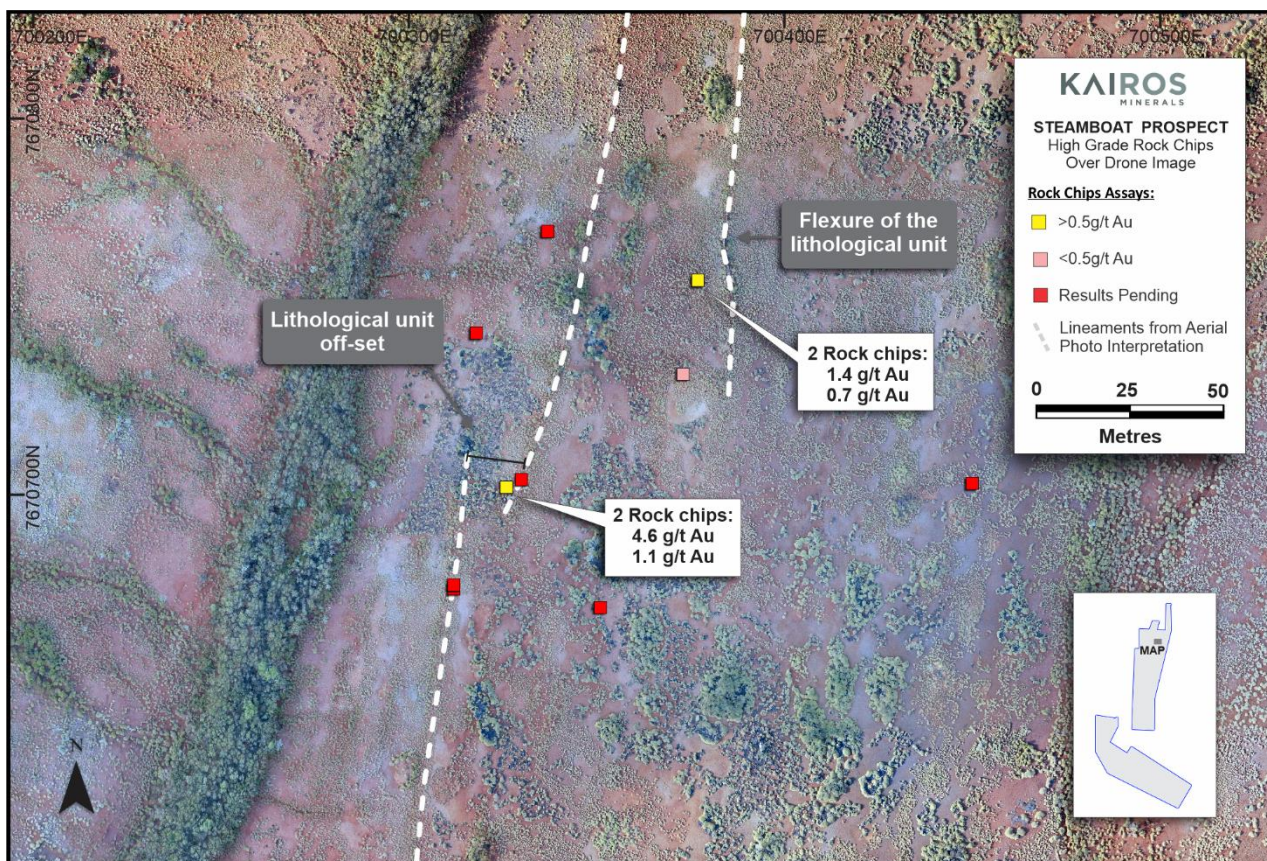 700200E
700300E
700400E
700500E
7670800N
7670700N
KAIROS
MINERALS
STEAMBOAT PROSPECT
High Grade Rock Chips
Over Drone Image
Rock Chips Assays:
>0.5g/t Au
<0.5g/t Au
Results Pending
Lineaments from Aerial
Photo Interpretation
0 25 50
Metres
Flexure of the
lithological unit
Lithological unit
off-set
2 Rock chips:
1.4 g/t Au
0.7 g/t Au
2 Rock chips:
4.6 g/t Au
1.1 g/t Au
MAP
N